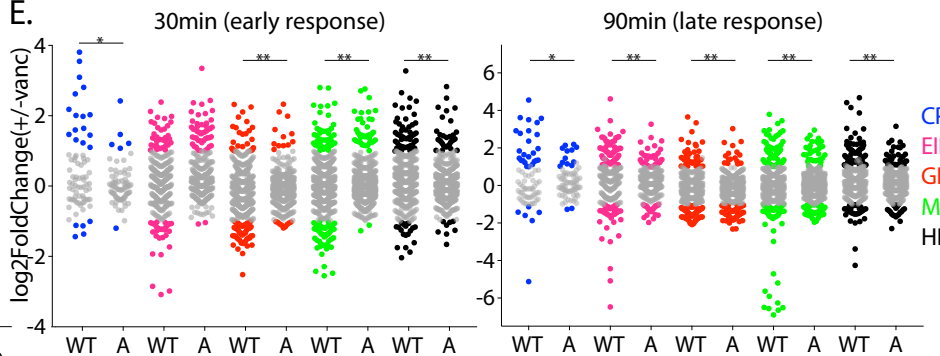 E.
30min (early response)
90min (late response)
log2FoldChange(+/-vanc)
4
2
0
-2
-4
* ** ** **
6
4
2
0
-2
-4
-6
* ** ** ** **
WT A WT A WT A WT A WT A
WT A WT A WT A WT A WT A